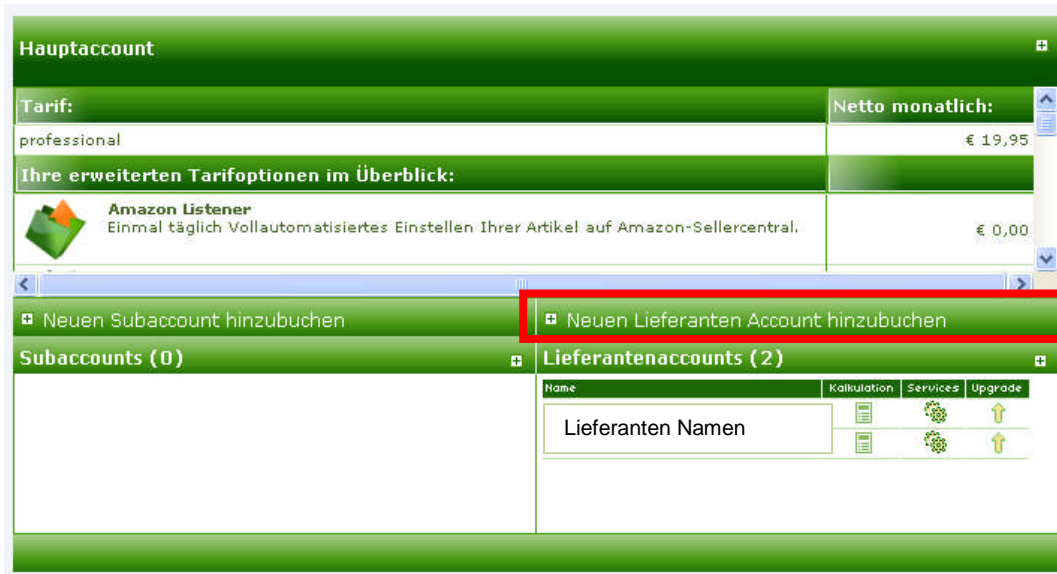 Hauptaccount
Tarif: Netto monatlich:
professional € 19,95
Ihre erweiterten Tarifoptionen im Überblick:
Amazon Listener
Einmal täglich Vollautomatisiertes Einstellen Ihrer Artikel auf Amazon-Sellercentral. € 0,00
Neuen Subaccount hinzubuchen
Neuen Lieferanten Account hinzubuchen
Subaccounts (0)
Lieferantenaccounts (2)
Name Kalkulation Services Upgrade
Lieferanten Namen